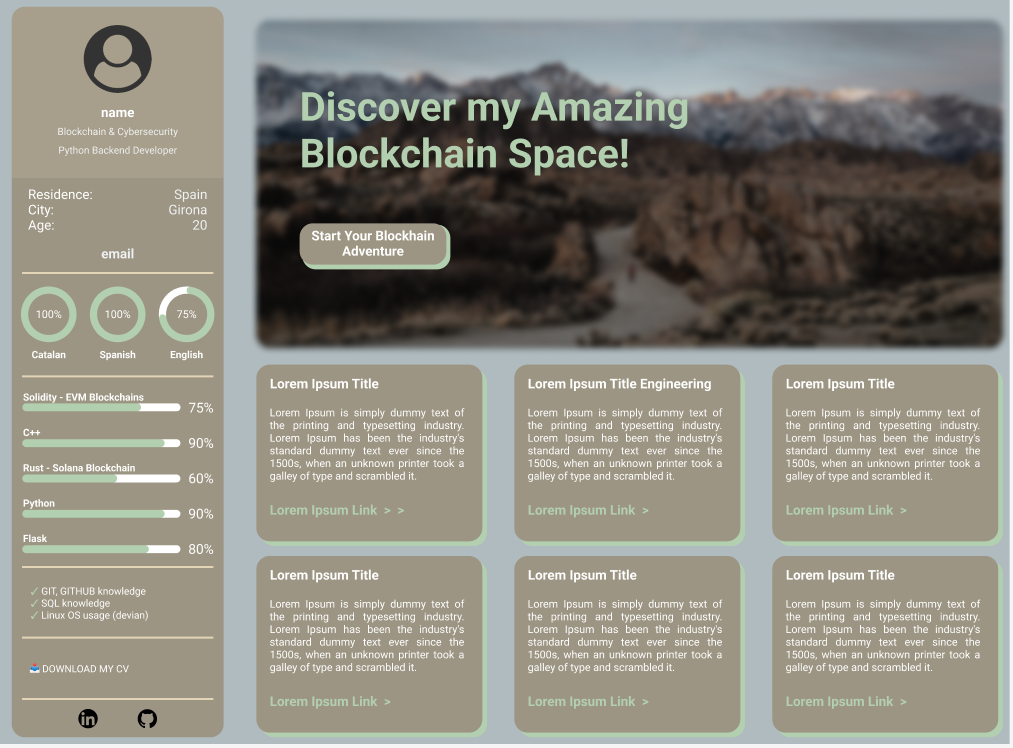 name
Blockchain & Cybersecurity
Python Backend Developer
Residence: Spain
City: Girona
Age: 20
email
100% 100% 75%
Catalan Spanish English
Solidity - EVM Blockchains
75%
C++
90%
Rust - Solana Blockchain
60%
Python
90%
Flask
80%
✓ GIT, GITHUB knowledge
✓ SQL knowledge
✓ Linux OS usage (devian)
DOWNLOAD MY CV
in
Discover my Amazing
Blockchain Space!
Start Your Blockhain
Adventure
Lorem Ipsum Title
Lorem Ipsum is simply dummy text of
the printing and typesetting industry.
Lorem Ipsum has been the industry's
standard dummy text ever since the
1500s, when an unknown printer took a
galley of type and scrambled it.
Lorem Ipsum Link > >
Lorem Ipsum Title Engineering
Lorem Ipsum is simply dummy text of
the printing and typesetting industry.
Lorem Ipsum has been the industry's
standard dummy text ever since the
1500s, when an unknown printer took a
galley of type and scrambled it.
Lorem Ipsum Link >
Lorem Ipsum Title
Lorem Ipsum is simply dummy text of
the printing and typesetting industry.
Lorem Ipsum has been the industry's
standard dummy text ever since the
1500s, when an unknown printer took a
galley of type and scrambled it.
Lorem Ipsum Link >
Lorem Ipsum Title
Lorem Ipsum is simply dummy text of
the printing and typesetting industry.
Lorem Ipsum has been the industry's
standard dummy text ever since the
1500s, when an unknown printer took a
galley of type and scrambled it.
Lorem Ipsum Link >
Lorem Ipsum Title
Lorem Ipsum is simply dummy text of
the printing and typesetting industry.
Lorem Ipsum has been the industry's
standard dummy text ever since the
1500s, when an unknown printer took a
galley of type and scrambled it.
Lorem Ipsum Link >
Lorem Ipsum Title
Lorem Ipsum is simply dummy text of
the printing and typesetting industry.
Lorem Ipsum has been the industry's
standard dummy text ever since the
1500s, when an unknown printer took a
galley of type and scrambled it.
Lorem Ipsum Link >